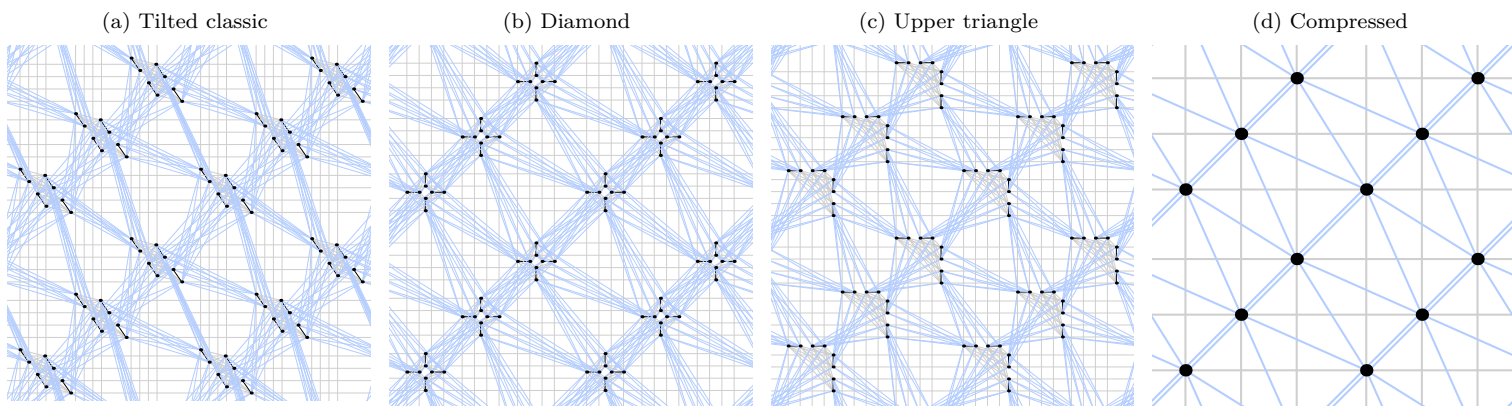 (a) Tilted classic
(b) Diamond
(c) Upper triangle
(d) Compressed